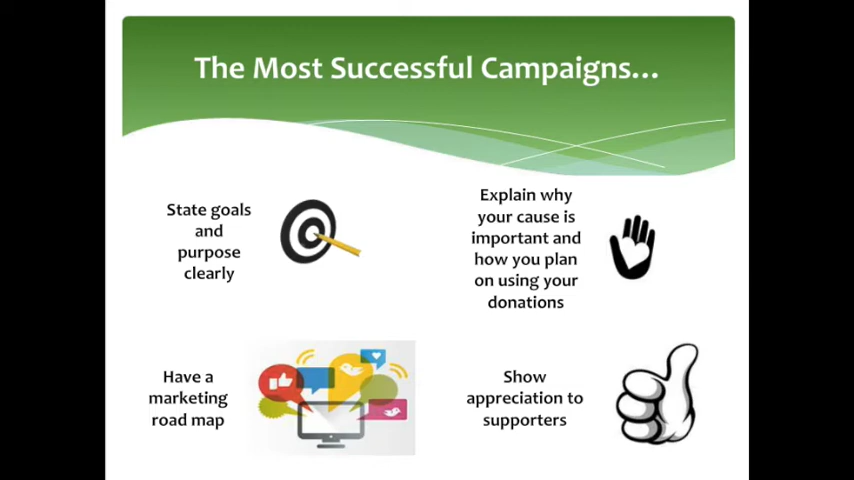 The Most Successful Campaigns...
State goals
and
purpose
clearly
Explain why
your cause is
important and
how you plan
on using your
donations
Have a
marketing
road map
Show
appreciation to
supporters